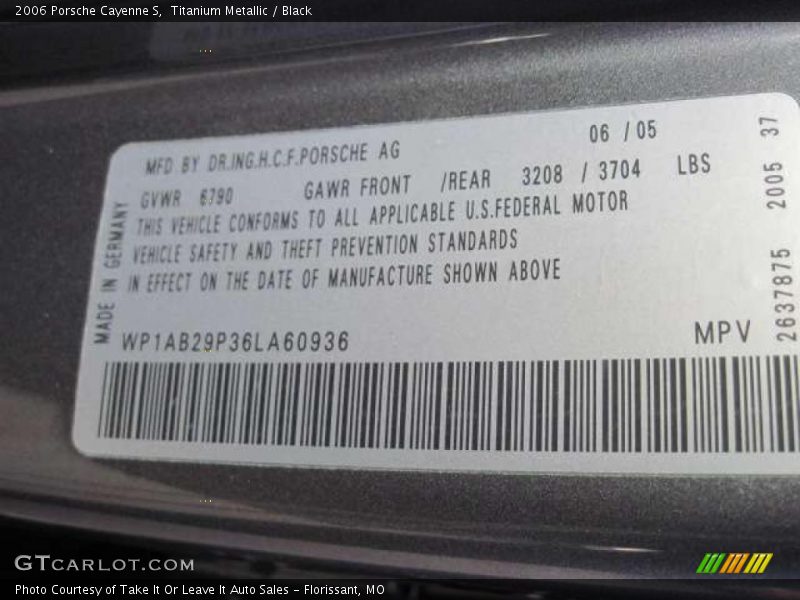 2006 Porsche Cayenne S,  Titanium Metallic / Black
MFD BY DR.ING.H.C.F.PORSCHE AG
06 / 05
GVWR 6790 GAWR FRONT /REAR 3208 / 3704 LBS
THIS VEHICLE CONFORMS TO ALL APPLICABLE U.S.FEDERAL MOTOR
VEHICLE SAFETY AND THEFT PREVENTION STANDARDS
IN EFFECT ON THE DATE OF MANUFACTURE SHOWN ABOVE
MADE IN GERMANY
WP1AB29P36LA60936
MPV
2637875 2005 37
GTCARLOT.COM
Photo Courtesy of Take It Or Leave It Auto Sales - Florissant, MO